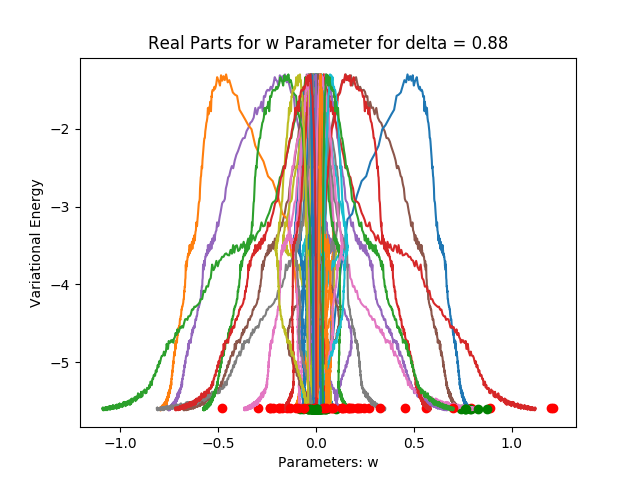 Real Parts for w Parameter for delta = 0.88
Variational Energy
−2
−3
−4
−5
−1.0 −0.5 0.0 0.5 1.0
Parameters: w